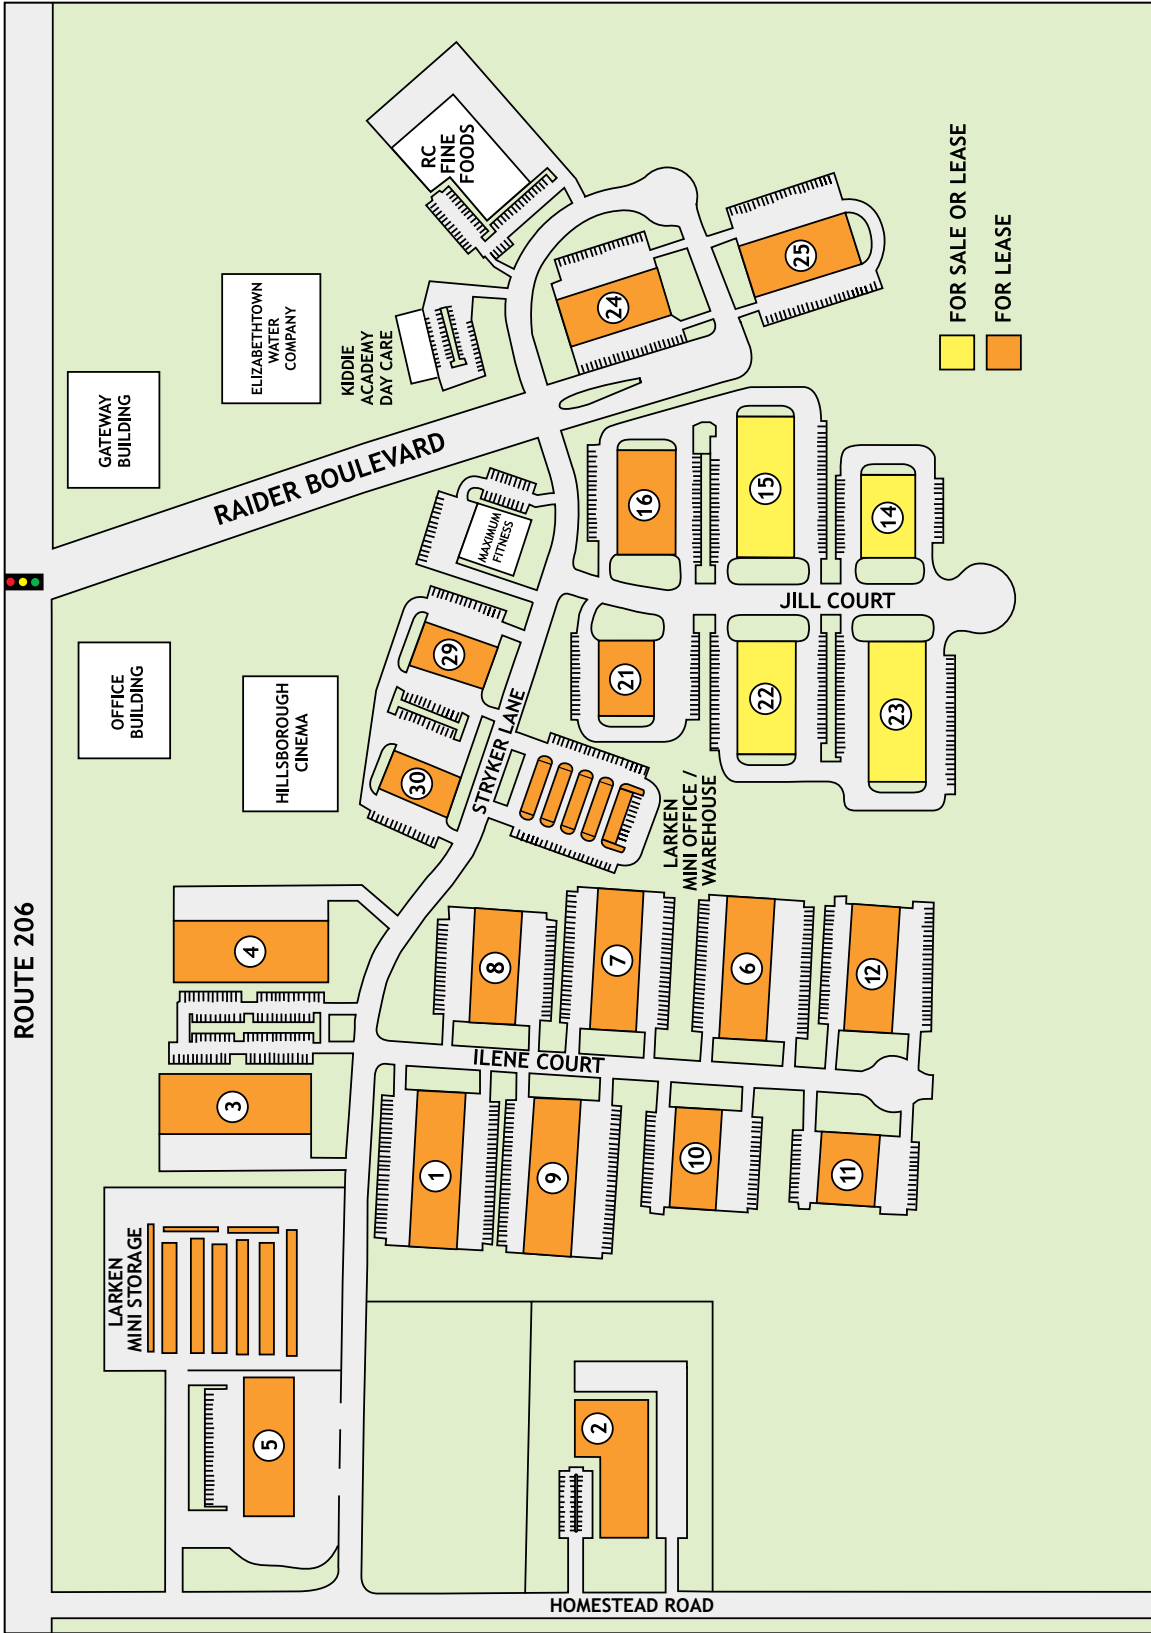 ROUTE 206
GATEWAY
BUILDING
ELIZABETHTOWN
WATER
COMPANY
KIDDIE
ACADEMY
DAY CARE
RC
FINE
FOODS
RAIDER BOULEVARD
MAXIMUM
FITNESS
OFFICE
BUILDING
HILLSBOROUGH
CINEMA
24
25
FOR SALE OR LEASE
FOR LEASE
16
15
14
JILL COURT
21
22
23
29
30
STRYKER LANE
LARKEN
MINI OFFICE /
WAREHOUSE
4
3
8
7
6
12
ILENE COURT
1
9
10
11
LARKEN
MINI STORAGE
5
2
HOMESTEAD ROAD